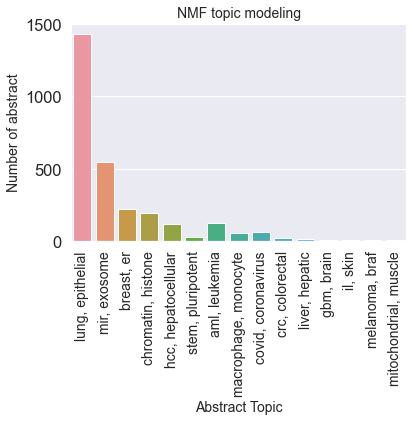 NMF topic modeling
1500
1000
500
0
Number of abstract
lung, epithelial
mir, exosome
breast, er
chromatin, histone
hcc, hepatocellular
stem, pluripotent
aml, leukemia
macrophage, monocyte
covid, coronavirus
crc, colorectal
liver, hepatic
gbm, brain
il, skin
melanoma, braf
mitochondrial, muscle
Abstract Topic